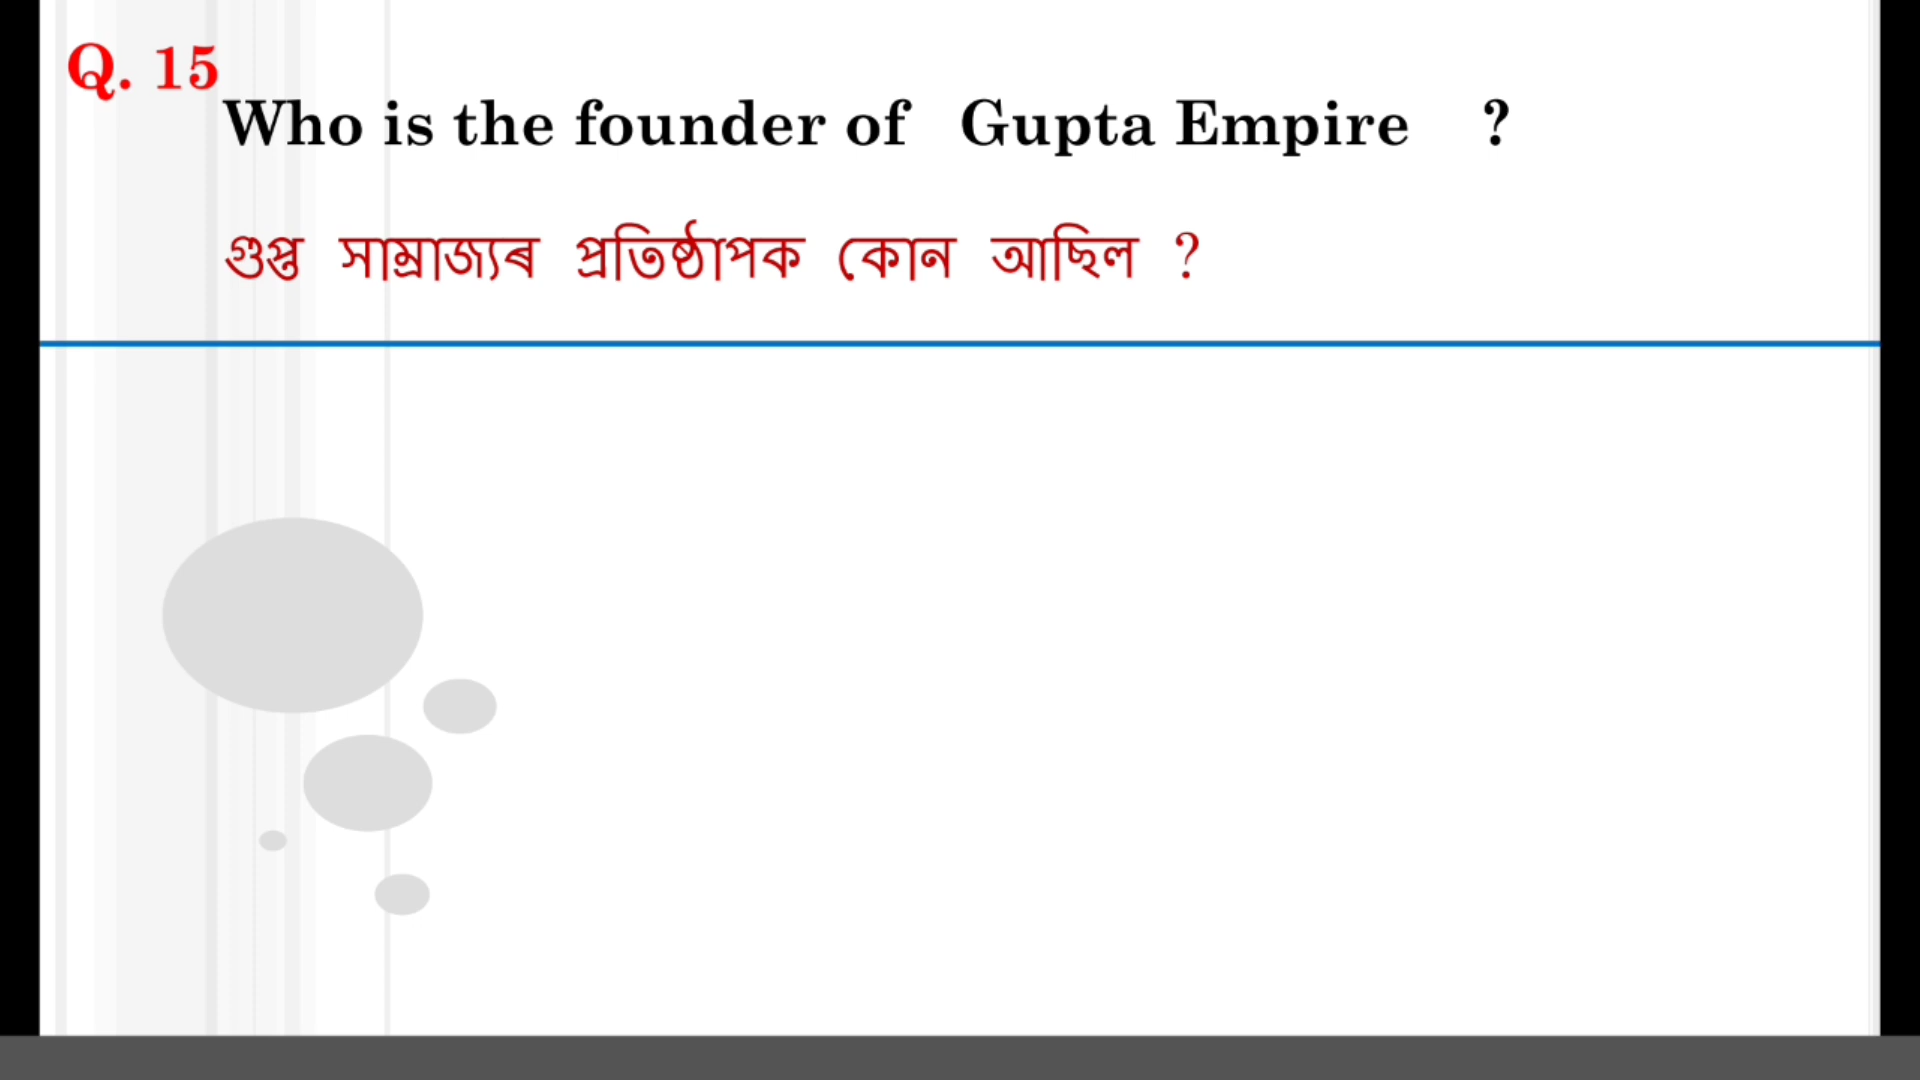 Q. 15
Who is the founder of Gupta Empire ?
গুপ্ত সাম্রাজ্যৰ প্ৰতিষ্ঠাপক কোন আছিল ?